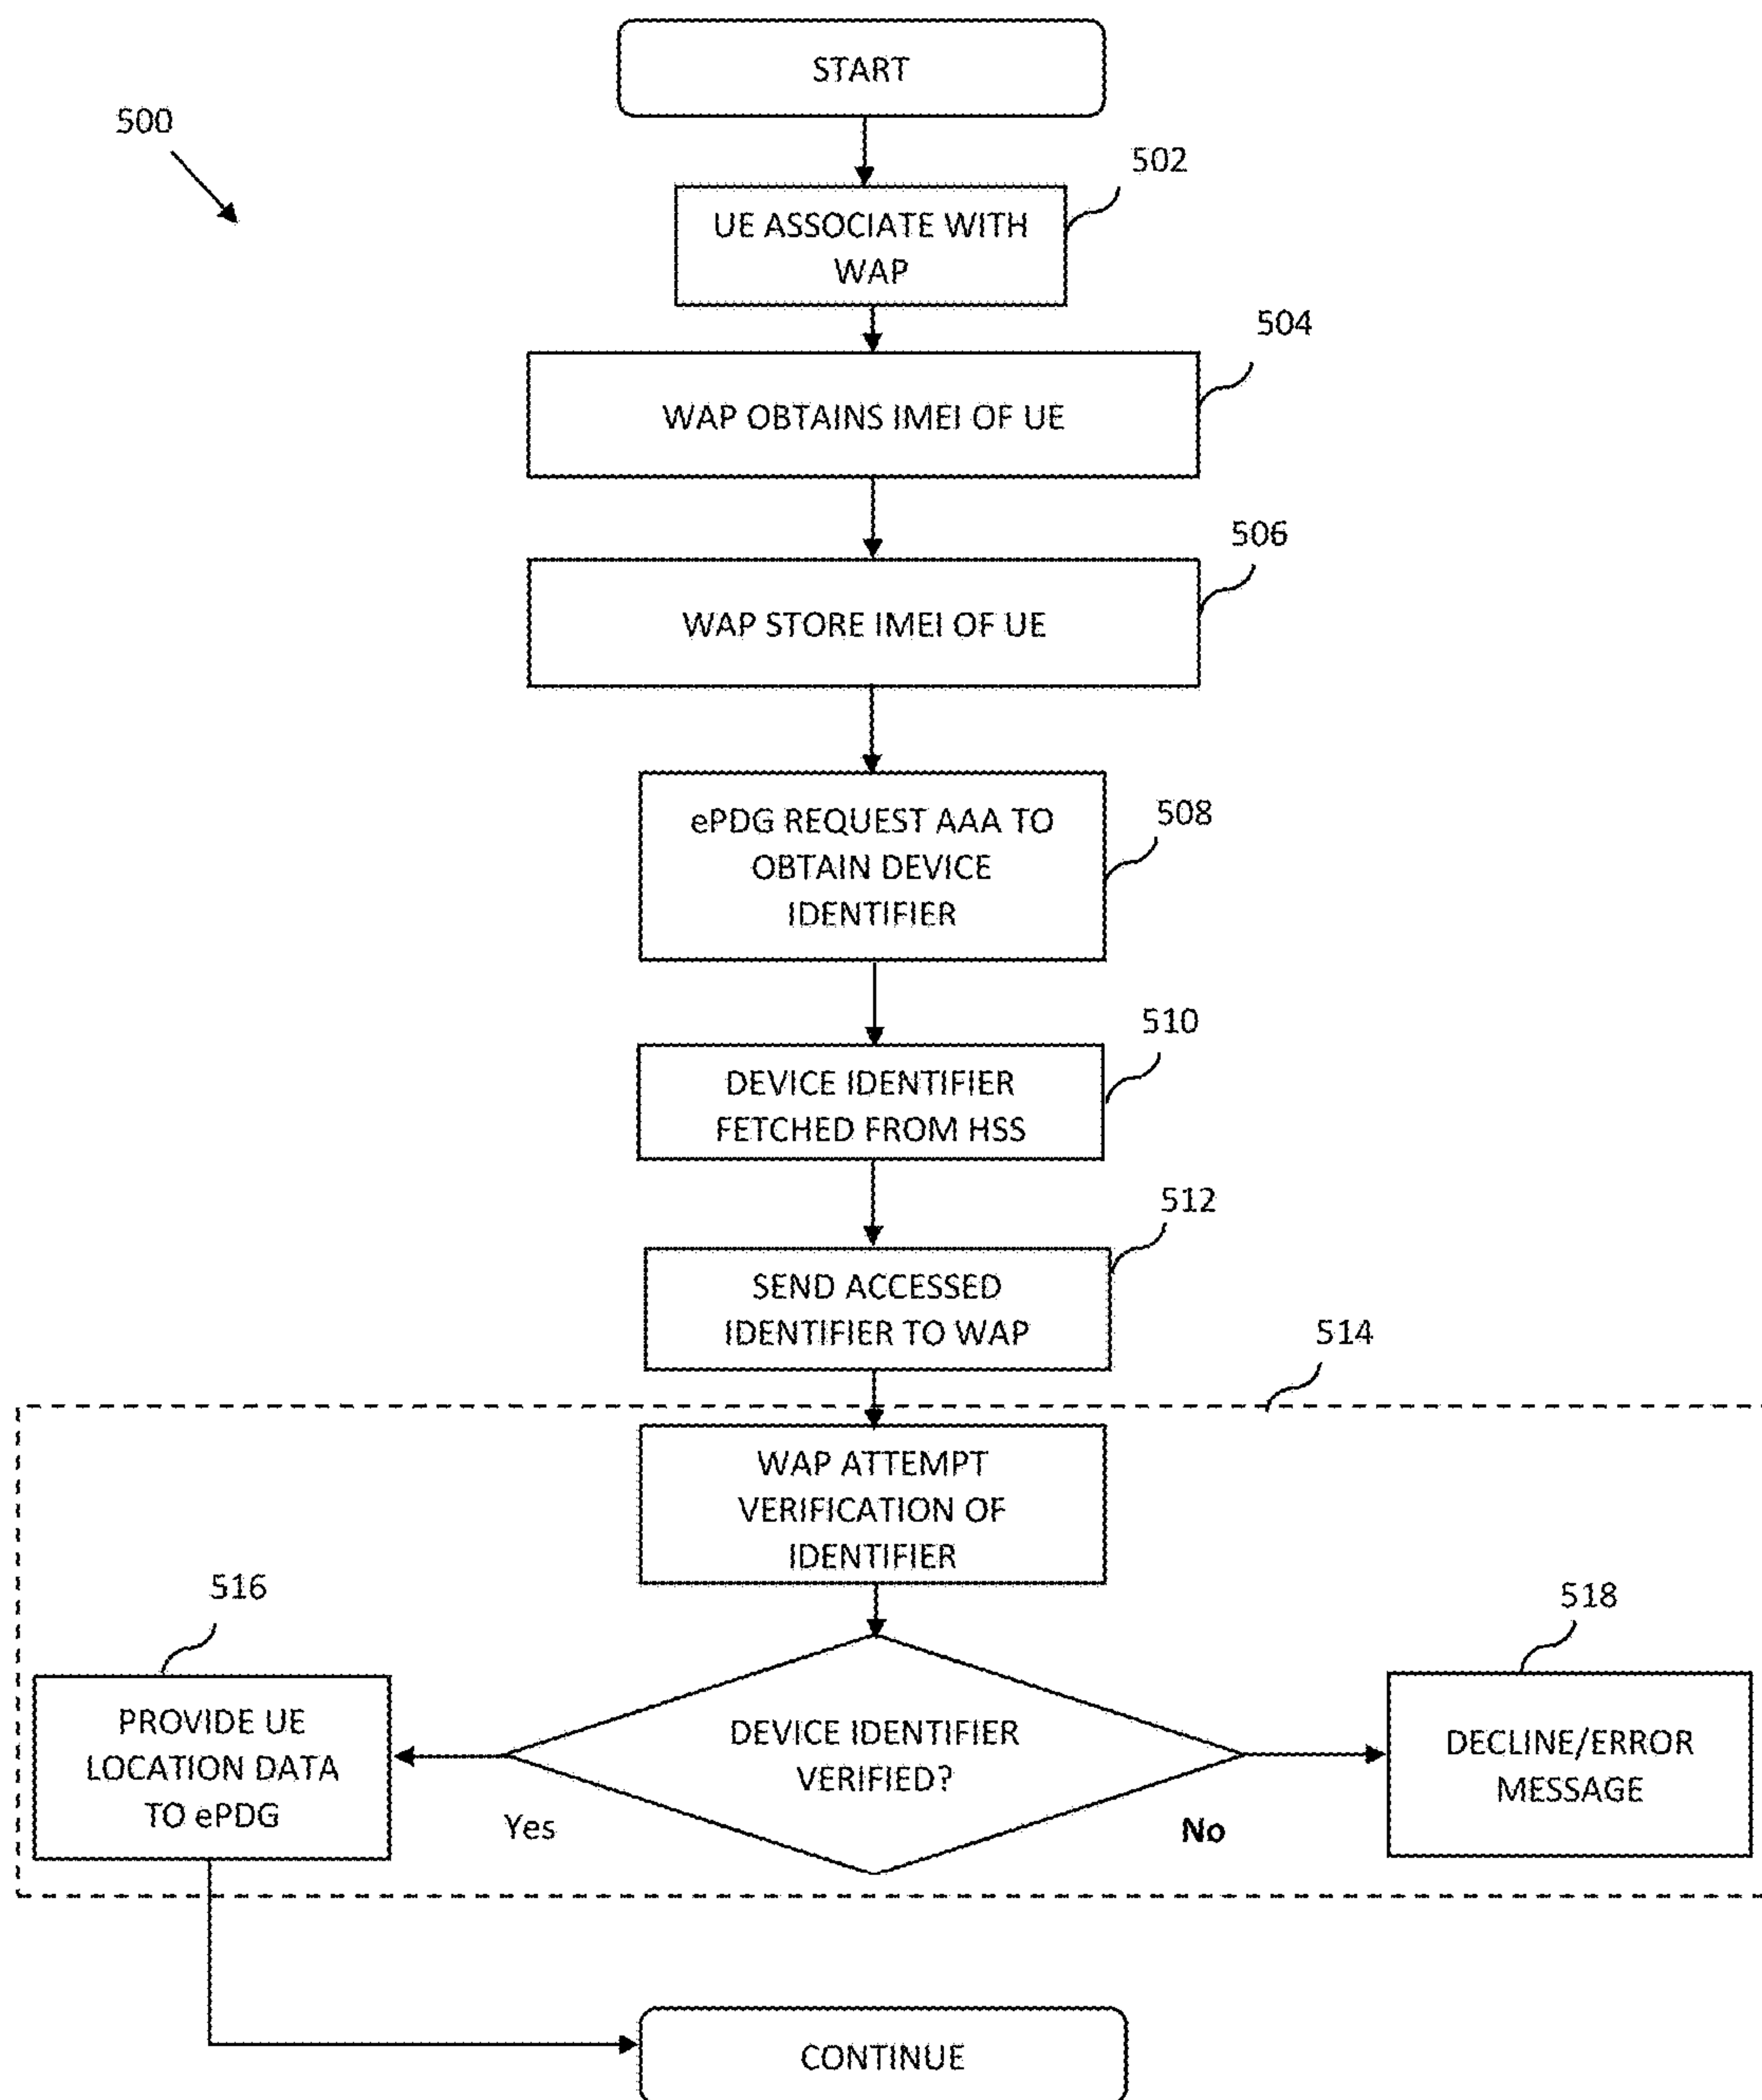 START
500
502
UE ASSOCIATE WITH
WAP
504
WAP OBTAINS IMEI OF UE
506
WAP STORE IMEI OF UE
508
ePDG REQUEST AAA TO
OBTAIN DEVICE
IDENTIFIER
510
DEVICE IDENTIFIER
FETCHED FROM HSS
512
SEND ACCESSED
IDENTIFIER TO WAP
514
WAP ATTEMPT
VERIFICATION OF
IDENTIFIER
516
518
PROVIDE UE
LOCATION DATA
TO ePDG
DEVICE IDENTIFIER
VERIFIED?
DECLINE/ERROR
MESSAGE
Yes
No
CONTINUE